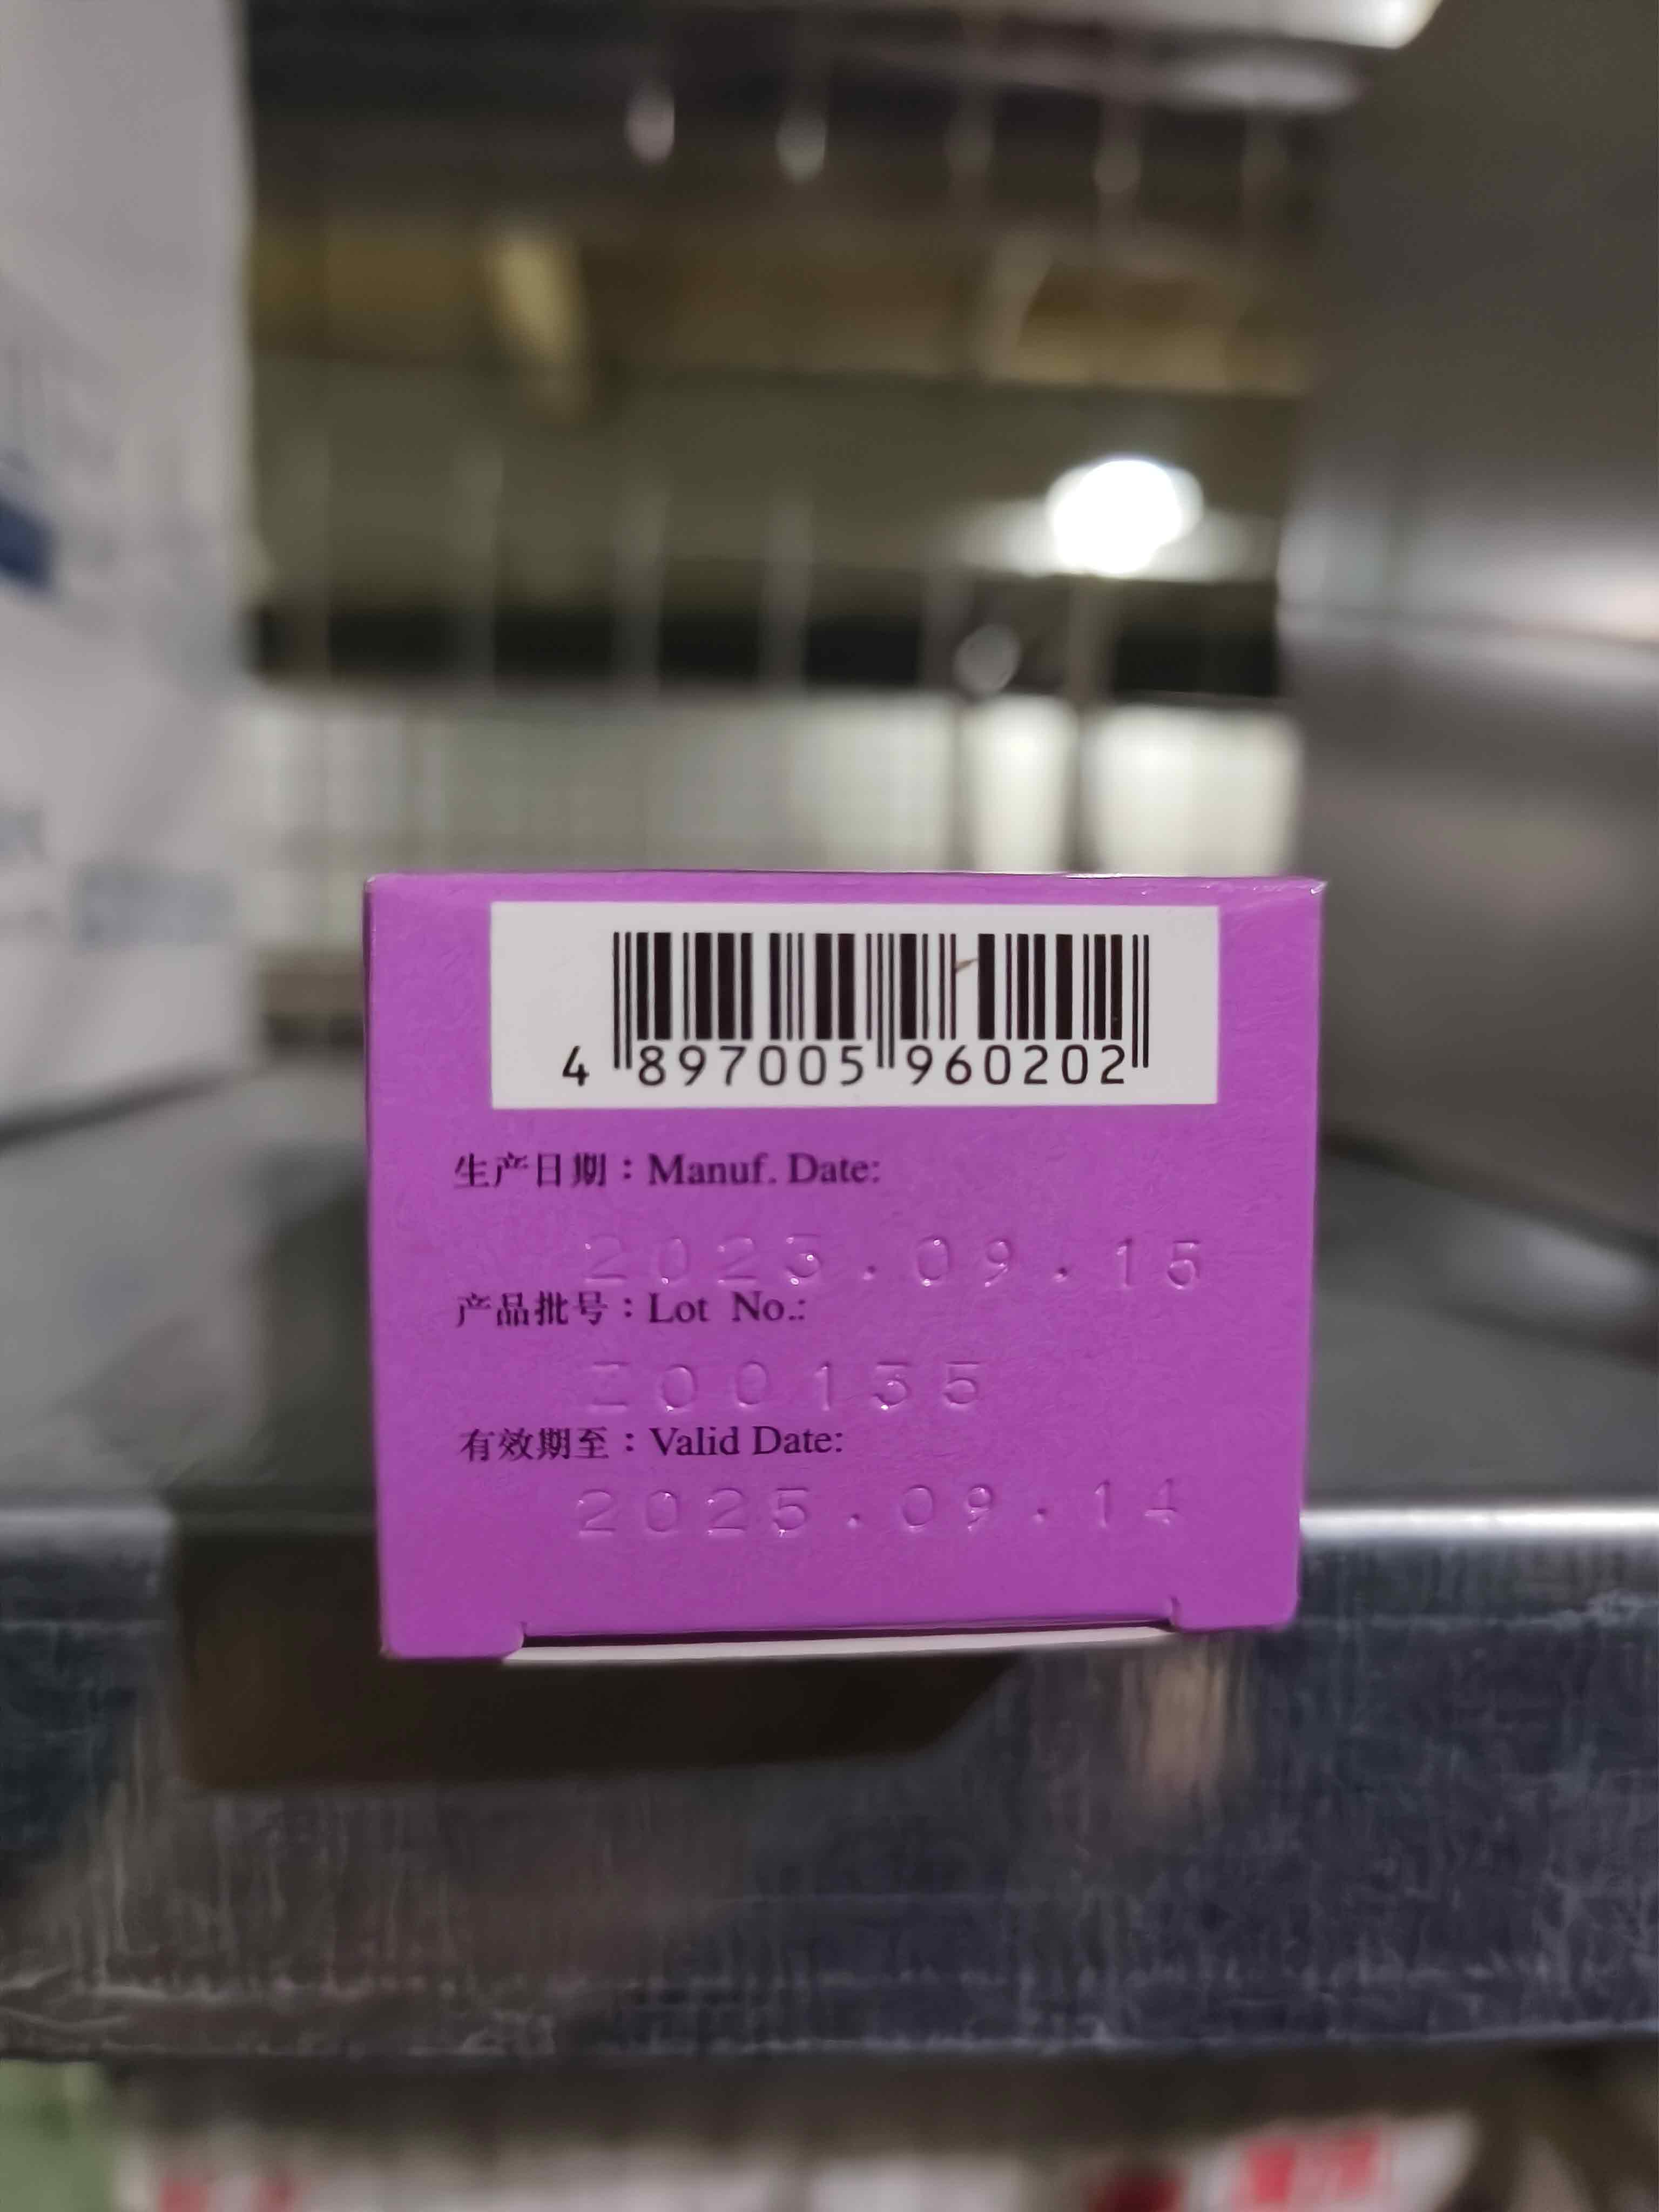 4 897005 960202
生产日期：Manuf. Date:
2023.09.15
产品批号：Lot No.:
Z00135
有效期至：Valid Date:
2025.09.14